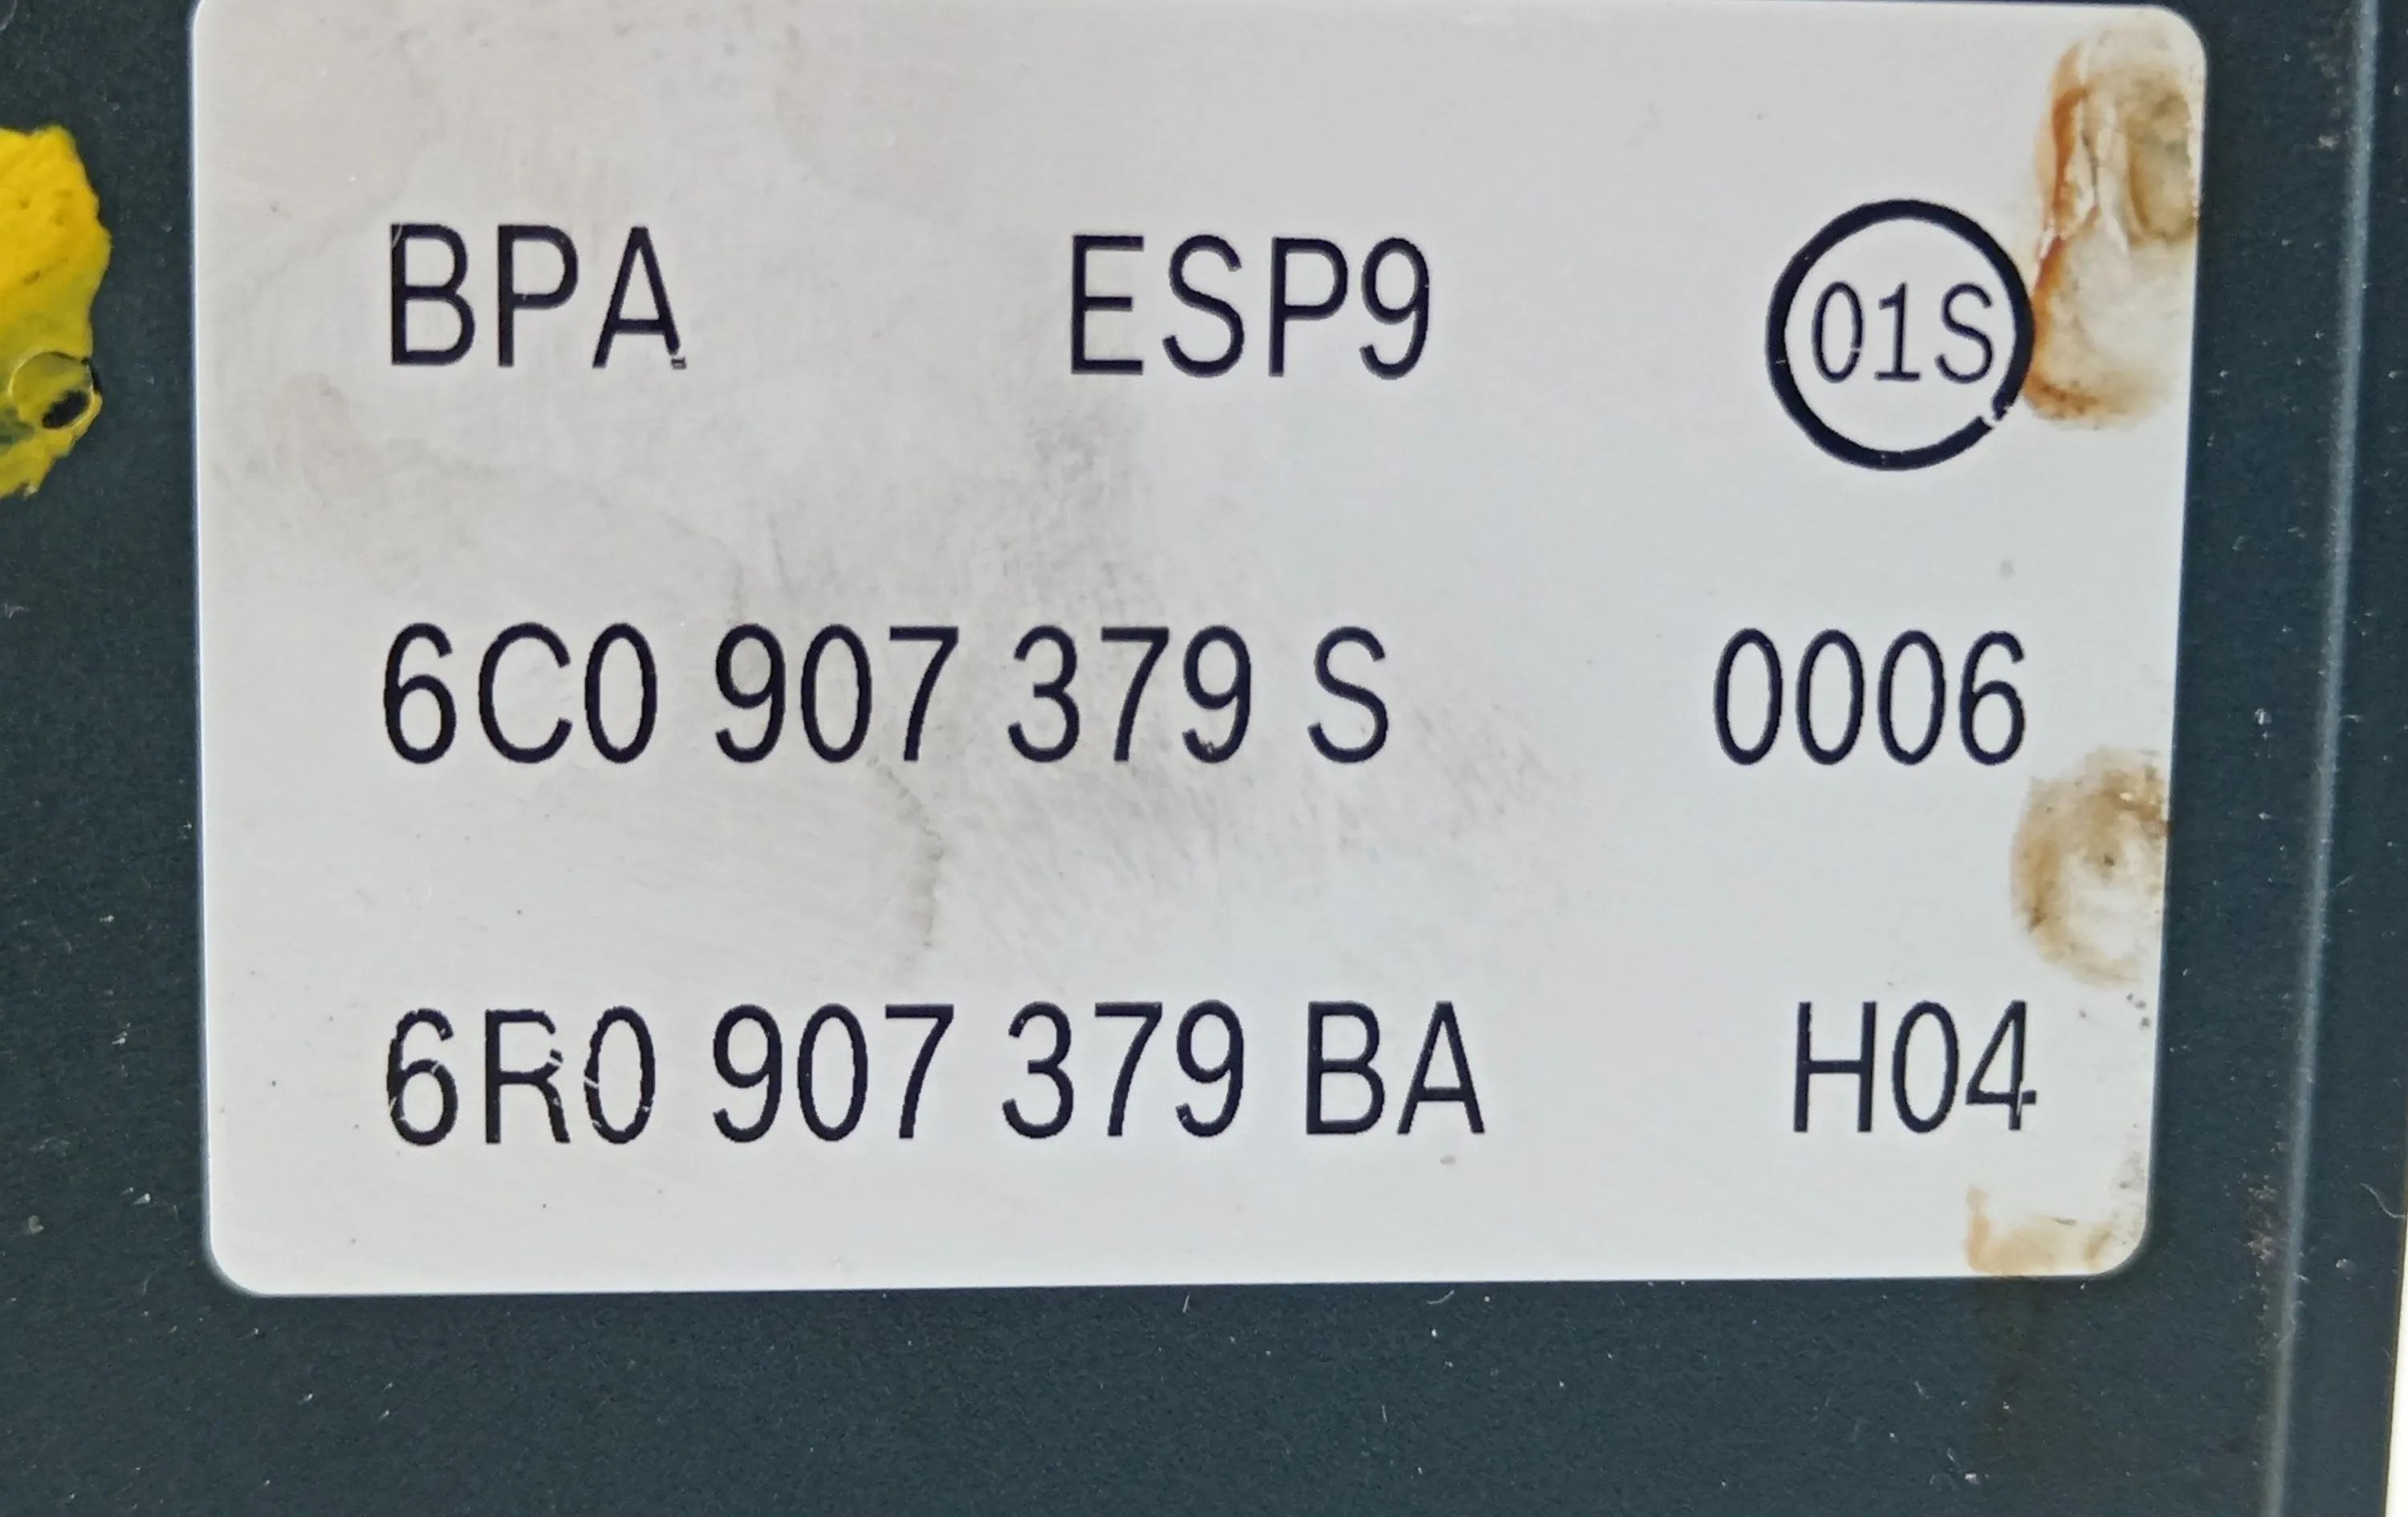 BPA ESP9 01S
6C0 907 379 S 0006
6R0 907 379 BA H04